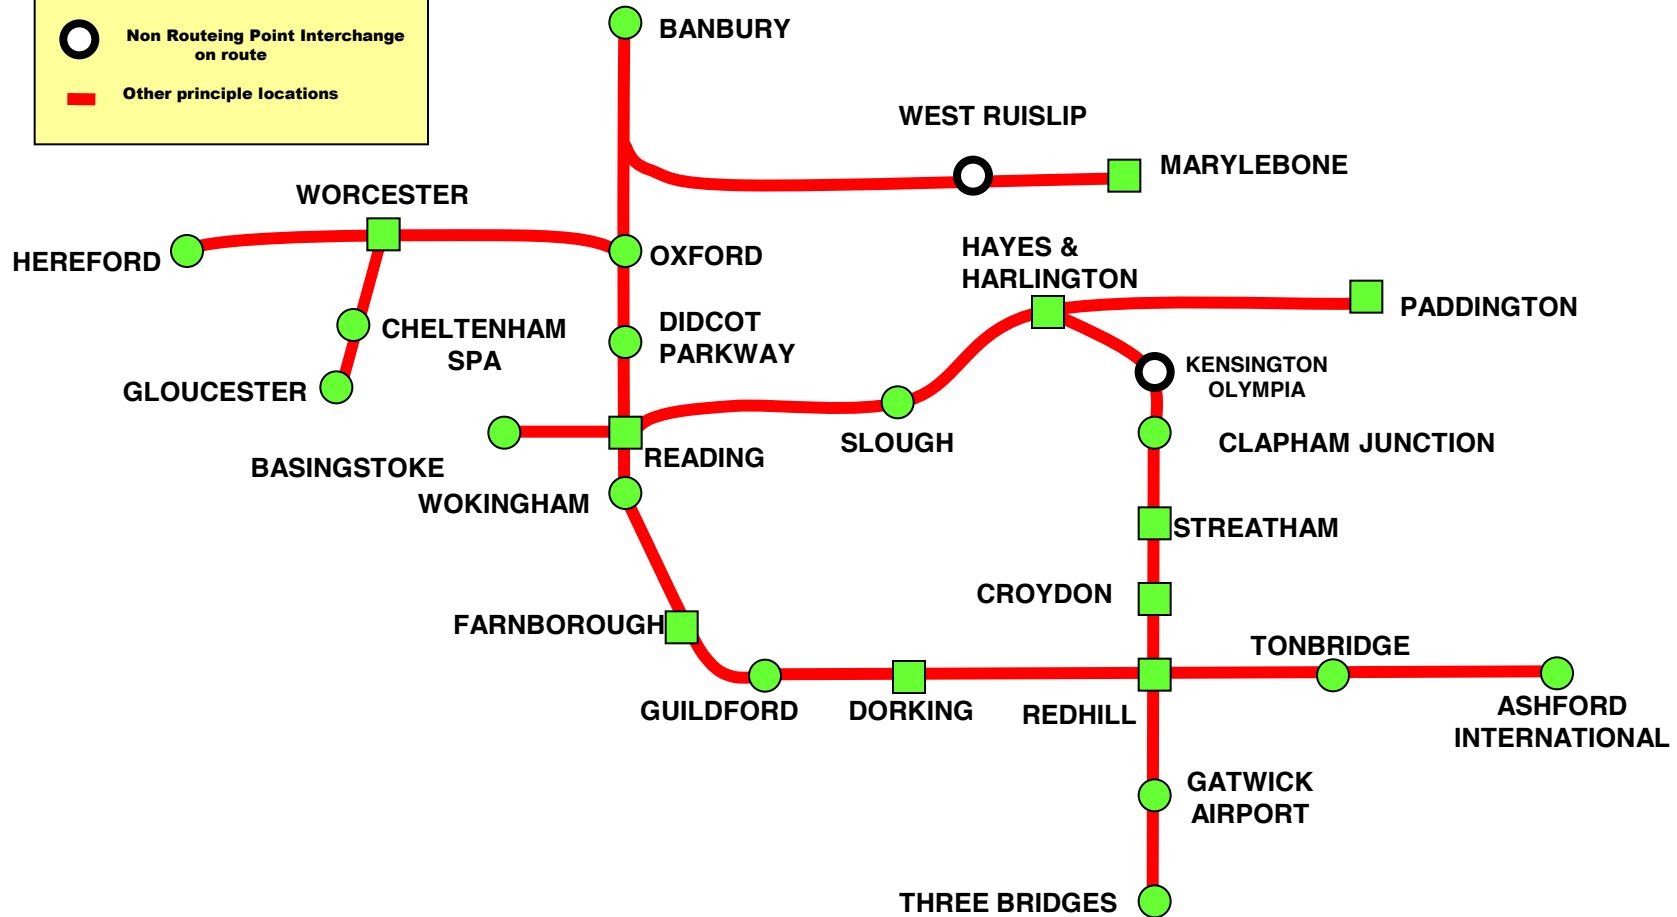 Non Routeing Point Interchange
on route
Other principle locations
BANBURY
WEST RUISLIP
MARYLEBONE
WORCESTER
HEREFORD
OXFORD
HAYES &
HARLINGTON
PADDINGTON
DIDCOT
PARKWAY
CHELTENHAM
SPA
GLOUCESTER
KENSINGTON
OLYMPIA
SLOUGH
CLAPHAM JUNCTION
READING
BASINGSTOKE
WOKINGHAM
STREATHAM
CROYDON
FARNBOROUGH
TONBRIDGE
GUILDFORD
DORKING
REDHILL
ASHFORD
INTERNATIONAL
GATWICK
AIRPORT
THREE BRIDGES